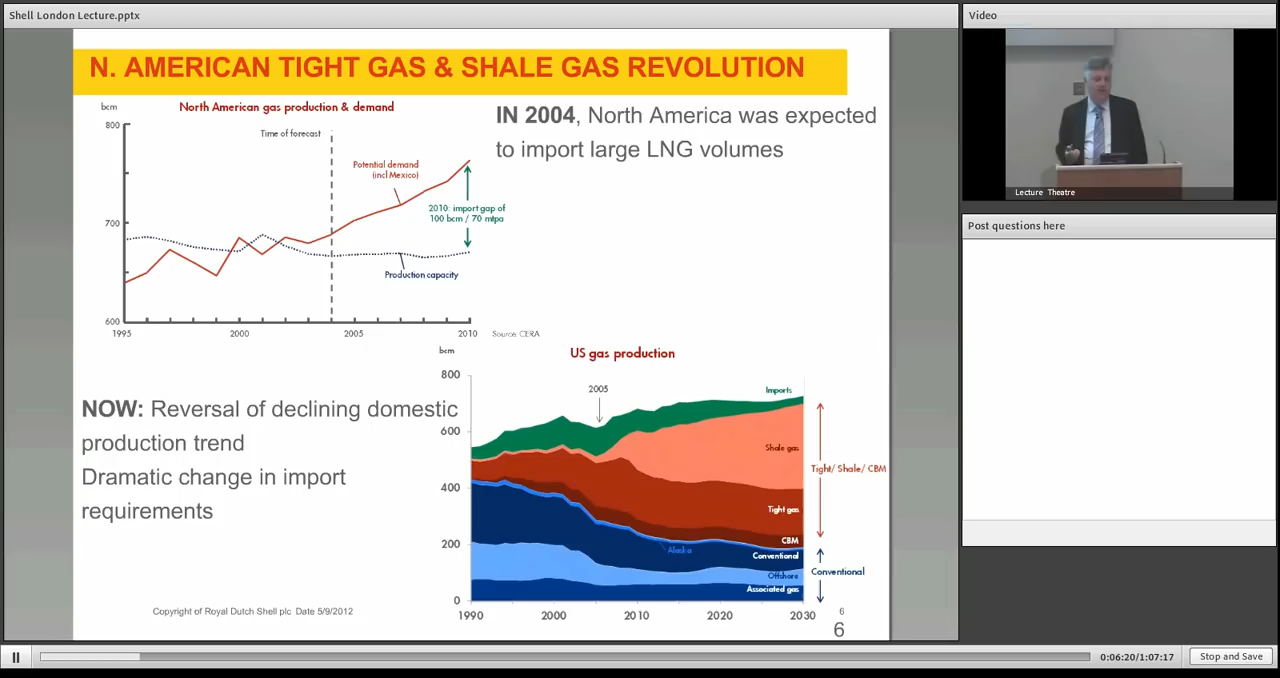 Shell London Lecture.pptx
N. AMERICAN TIGHT GAS & SHALE GAS REVOLUTION
bcm
North American gas production & demand
800
Time of forecast
Potential demand
(incl Mexico)
2010: import gap of
100 bcm / 70 mtpa
700
Production capacity
600
1995
2000
2005
2010
Source: CERA
IN 2004, North America was expected
to import large LNG volumes
NOW: Reversal of declining domestic
production trend
Dramatic change in import
requirements
bcm
US gas production
800
2005
Imports
600
Shale gas
Tight/ Shale/ CBM
400
Tight gas
CBM
200
Alaska
Conventional
Conventional
Offshore
Associated gas
0
1990
2000
2010
2020
2030
Copyright of Royal Dutch Shell plc Date 5/9/2012
6
6
Video
Lecture Theatre
Post questions here
0:06:20/1:07:17
Stop and Save